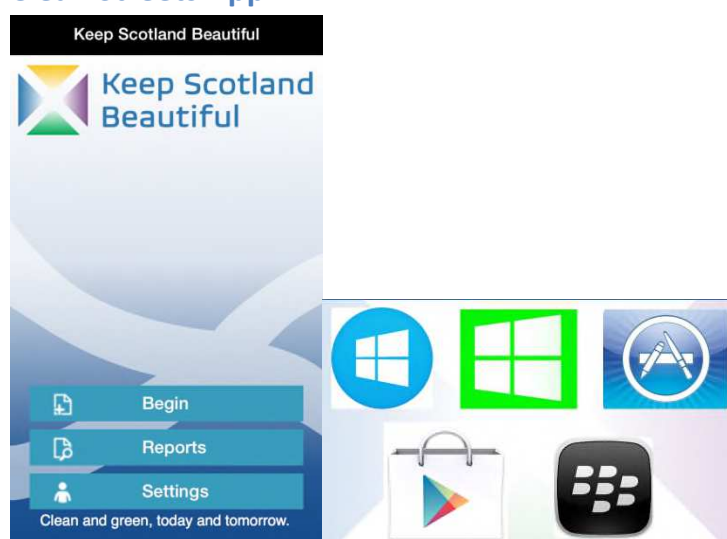 Keep Scotland Beautiful
Keep Scotland
Beautiful
Begin
Reports
Settings
Clean and green, today and tomorrow.